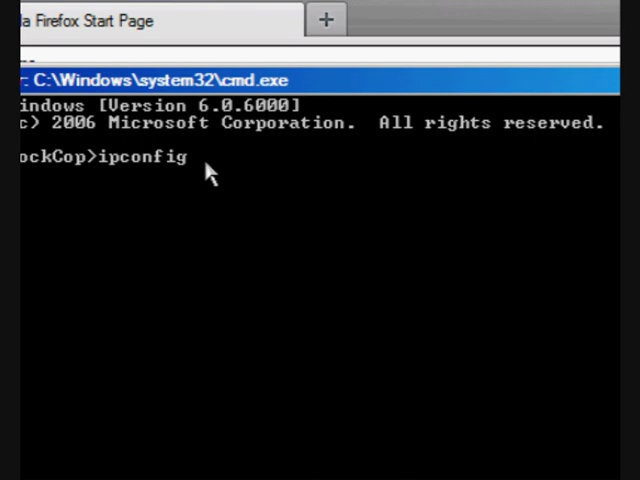 la Firefox Start Page
+
r: C:\Windows\system32\cmd.exe
indows [Version 6.0.6000]
c) 2006 Microsoft Corporation. All rights reserved.
ockCop>ipconfig